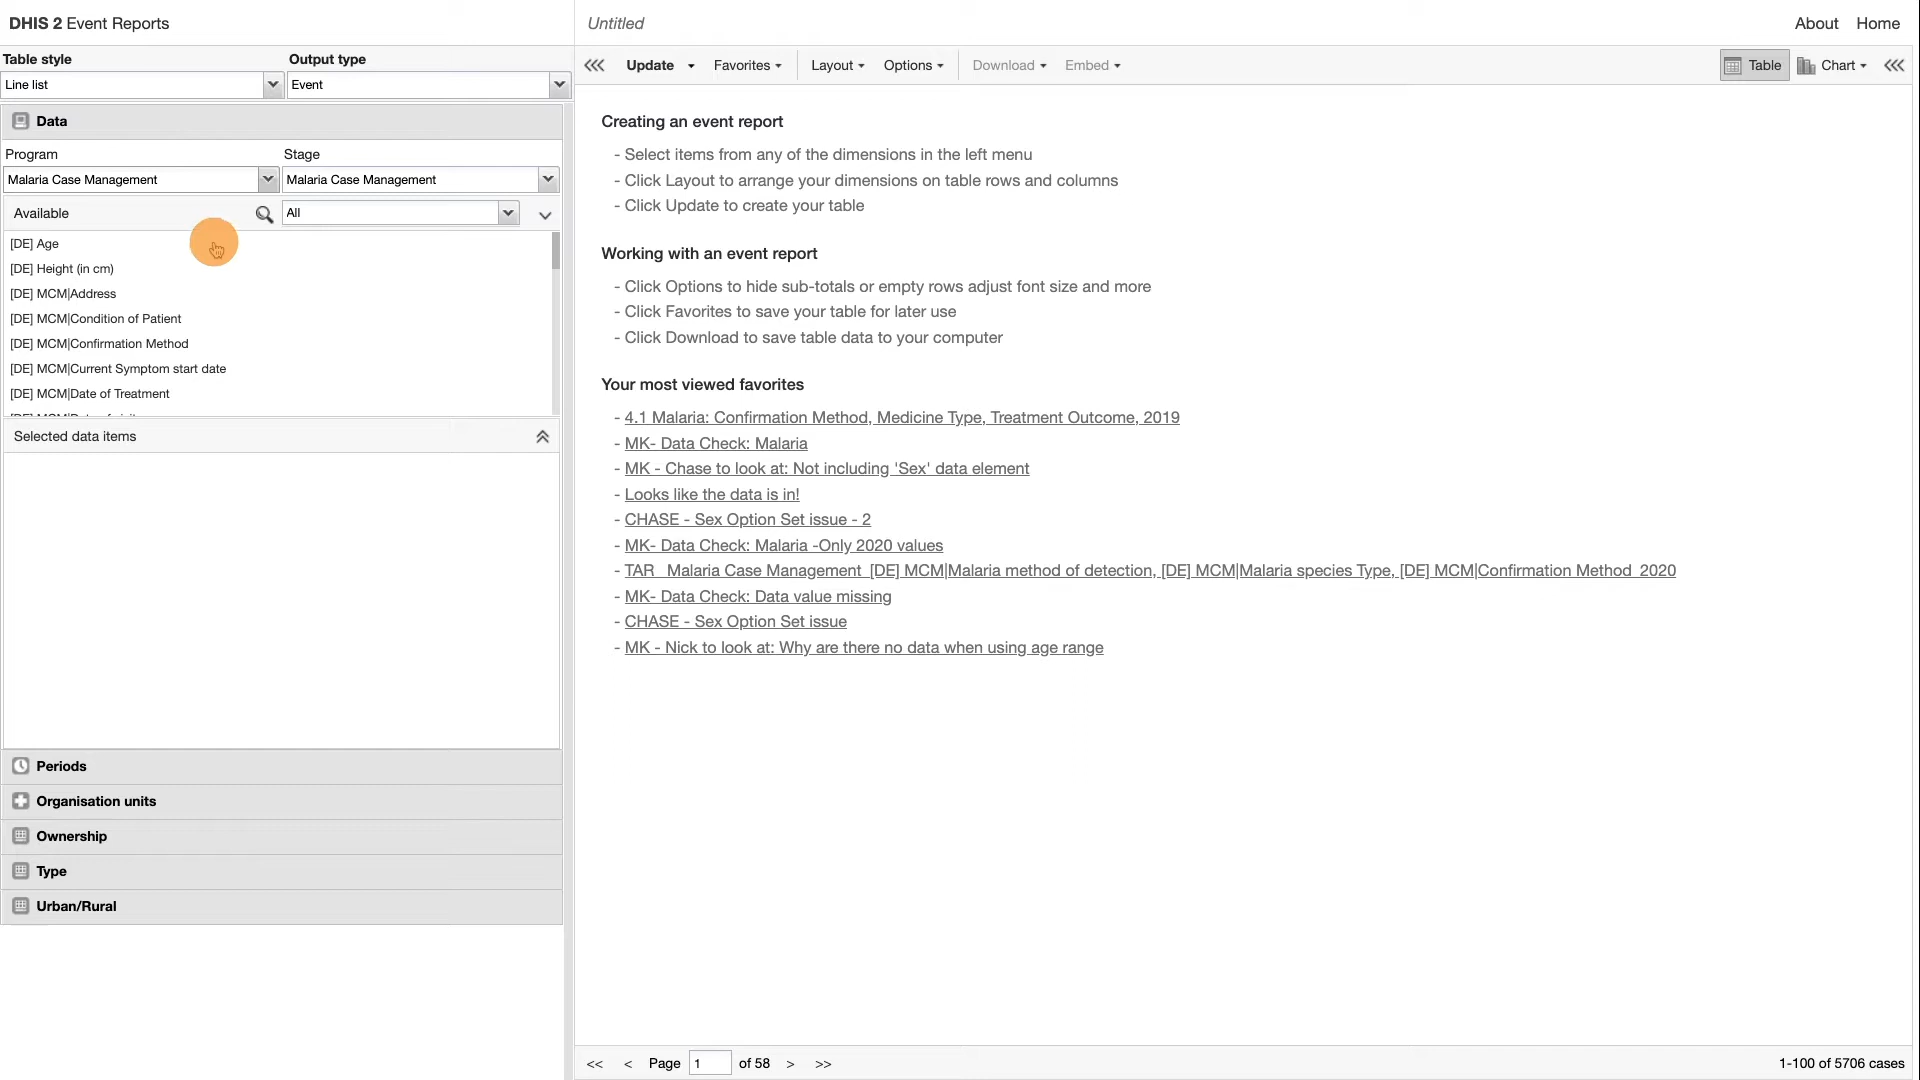 DHIS 2 Event Reports
Untitled
About Home
Table style Output type
Line list Event
Update Favorites Layout Options Download Embed Table Chart
Data
Program Stage
Malaria Case Management Malaria Case Management
Available All
[DE] Age
[DE] Height (in cm)
[DE] MCM|Address
[DE] MCM|Condition of Patient
[DE] MCM|Confirmation Method
[DE] MCM|Current Symptom start date
[DE] MCM|Date of Treatment
Selected data items
Periods
Organisation units
Ownership
Type
Urban/Rural
Creating an event report
- Select items from any of the dimensions in the left menu
- Click Layout to arrange your dimensions on table rows and columns
- Click Update to create your table
Working with an event report
- Click Options to hide sub-totals or empty rows adjust font size and more
- Click Favorites to save your table for later use
- Click Download to save table data to your computer
Your most viewed favorites
- 4.1 Malaria: Confirmation Method, Medicine Type, Treatment Outcome, 2019
- MK- Data Check: Malaria
- MK - Chase to look at: Not including 'Sex' data element
- Looks like the data is in!
- CHASE - Sex Option Set issue - 2
- MK- Data Check: Malaria -Only 2020 values
- TAR_ Malaria Case Management_[DE] MCM|Malaria method of detection, [DE] MCM|Malaria species Type, [DE] MCM|Confirmation Method_2020
- MK- Data Check: Data value missing
- CHASE - Sex Option Set issue
- MK - Nick to look at: Why are there no data when using age range
<< < Page 1 of 58 > >> 1-100 of 5706 cases